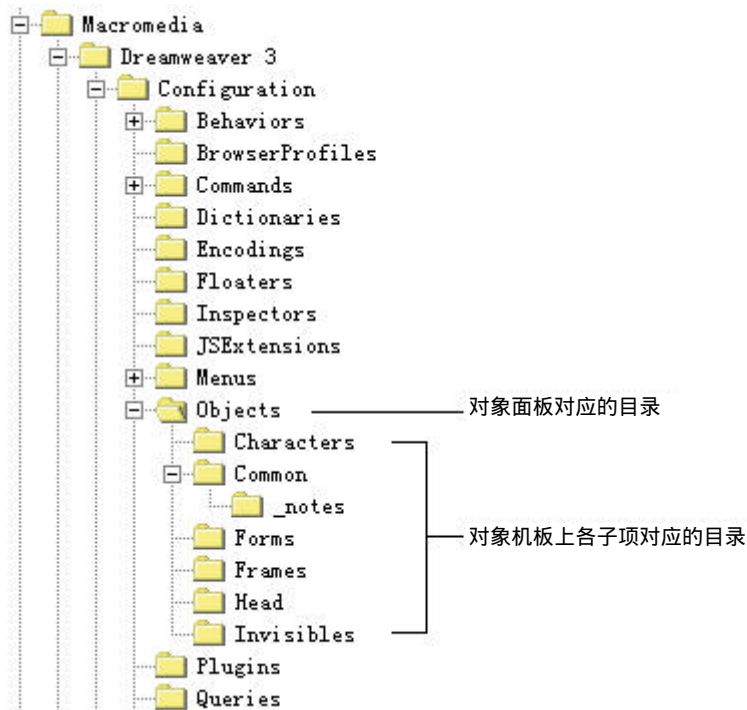 Macromedia
Dreamweaver 3
Configuration
Behaviors
BrowserProfiles
Commands
Dictionaries
Encodings
Floaters
Inspectors
JSExtensions
Menus
Objects 对象面板对应的目录
Characters
Common
_notes 对象机板上各子项对应的目录
Forms
Frames
Head
Invisibles
Plugins
Queries